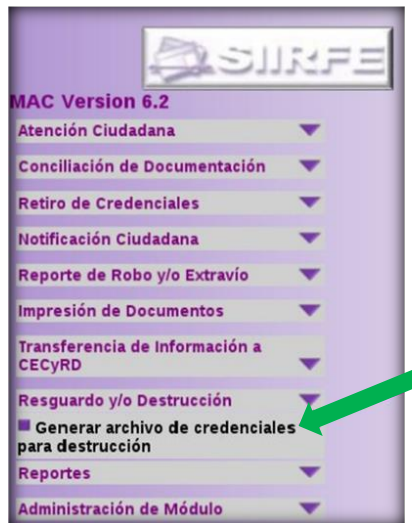 SIIRFE
MAC Version 6.2
Atención Ciudadana
Conciliación de Documentación
Retiro de Credenciales
Notificación Ciudadana
Reporte de Robo y/o Extravío
Impresión de Documentos
Transferencia de Información a
CECyRD
Resguardo y/o Destrucción
Generar archivo de credenciales
para destrucción
Reportes
Administración de Módulo